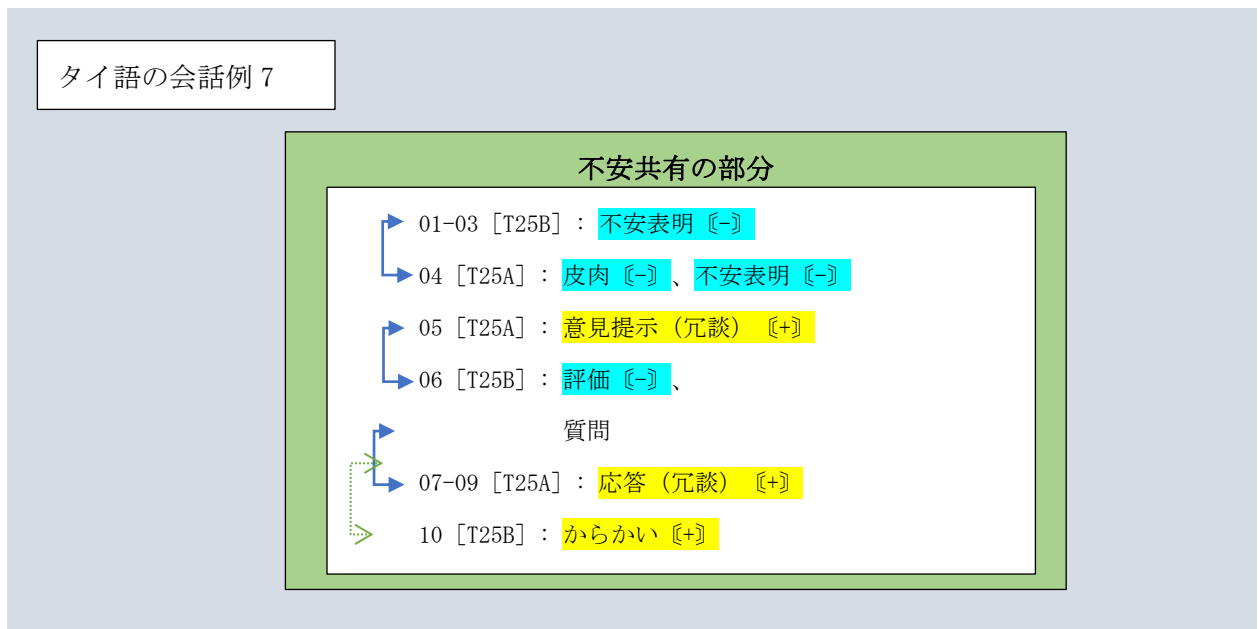 タイ語の会話例 7
不安共有の部分
01-03［T25B］：不安表明〘-〙
04［T25A］：皮肉〘-〙、不安表明〘-〙
05［T25A］：意見提示（冗談）〘+〙
06［T25B］：評価〘-〙、
質問
07-09［T25A］：応答（冗談）〘+〙
10［T25B］：からかい〘+〙